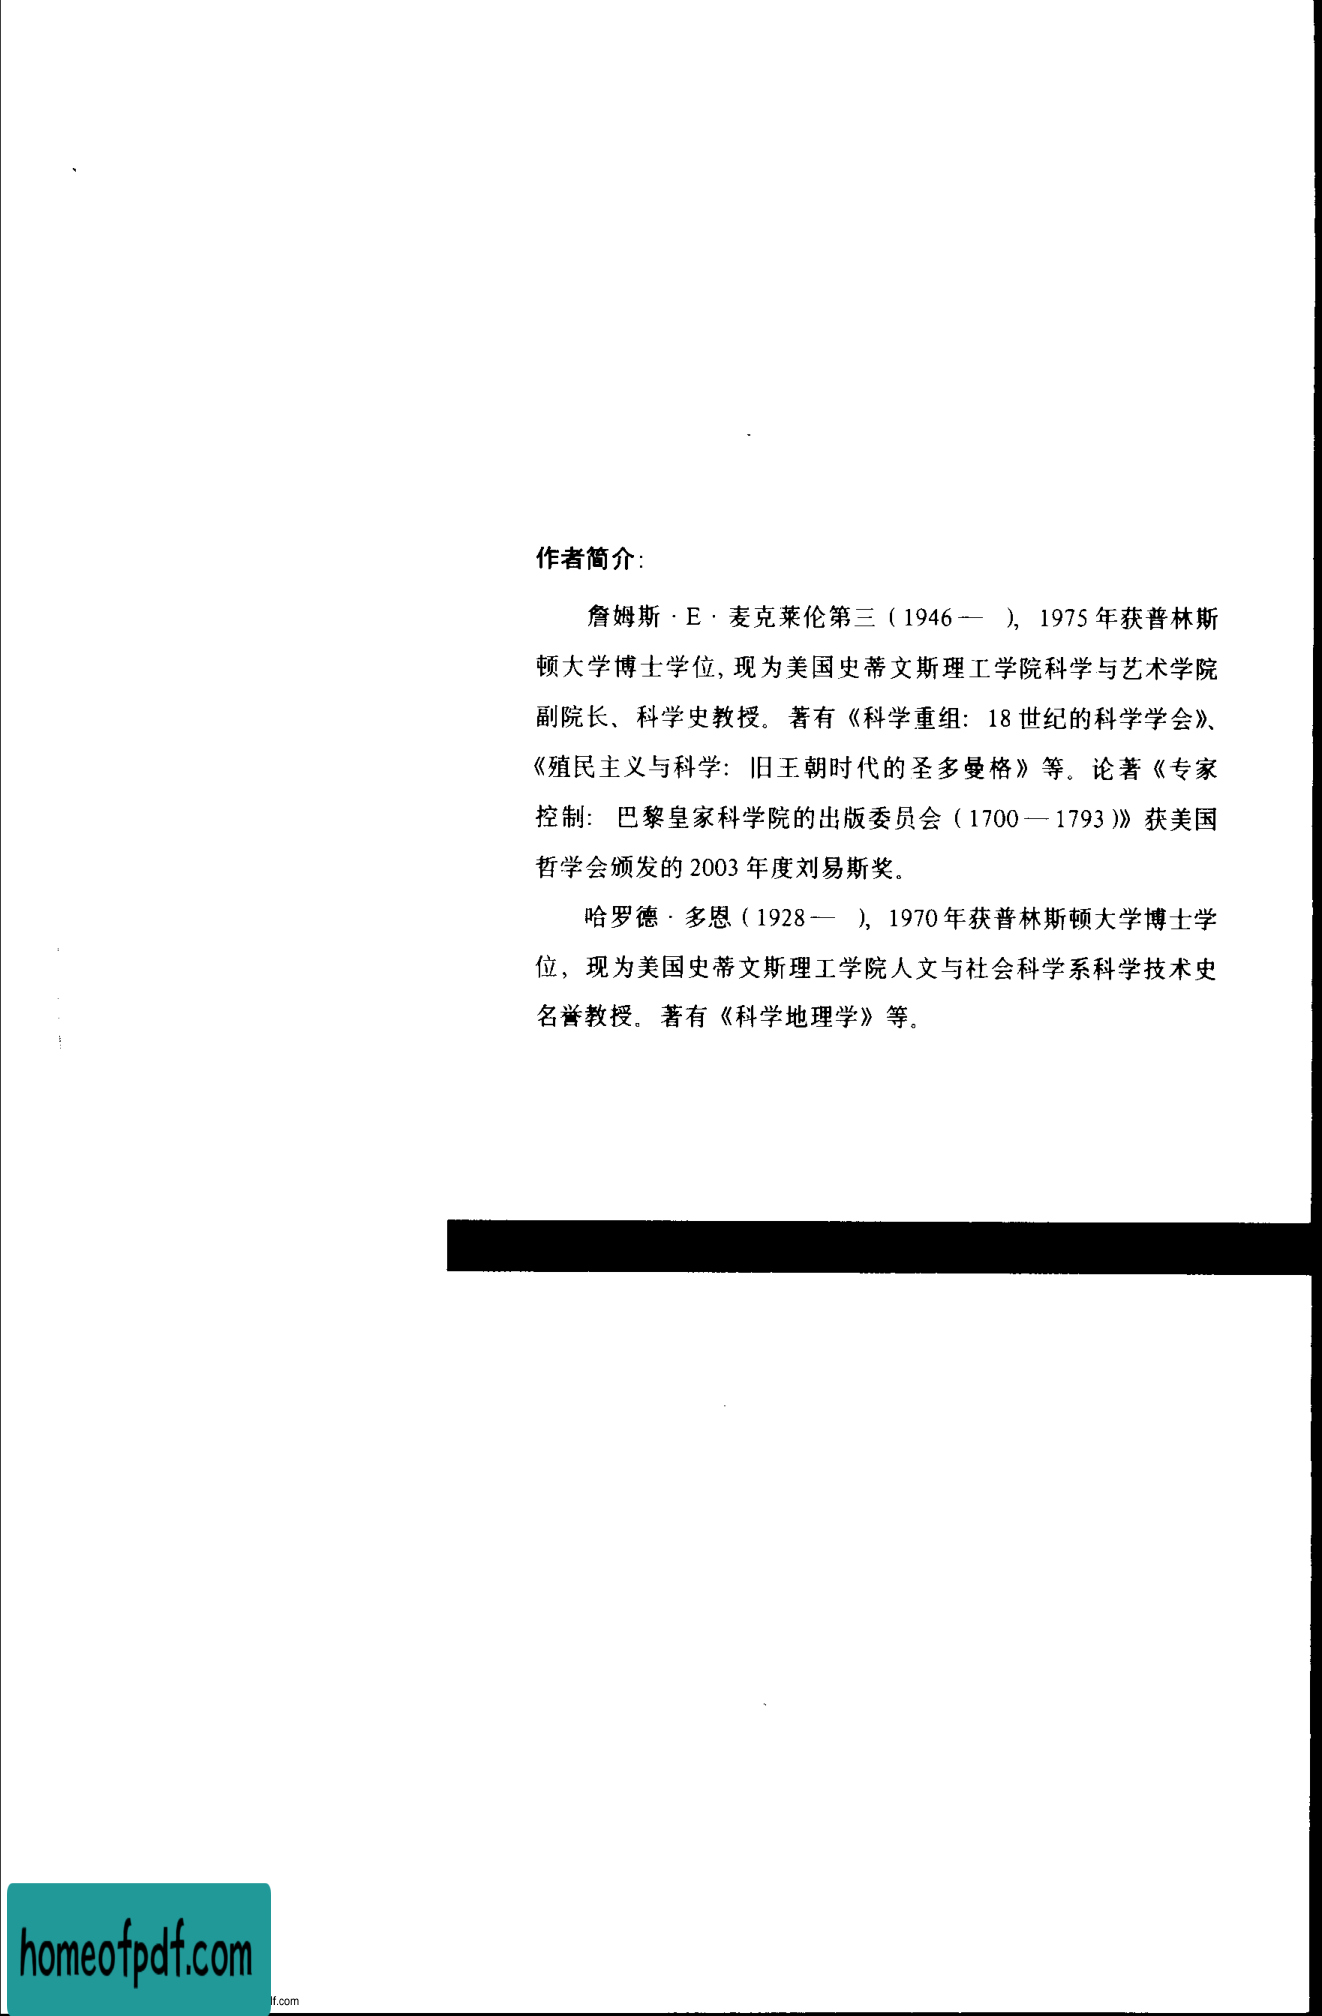 作者简介:
詹姆斯·E·麦克莱伦第三(1946— ),1975年获普林斯
顿大学博士学位,现为美国史蒂文斯理工学院科学与艺术学院
副院长、科学史教授。著有《科学重组:18世纪的科学学会》、
《殖民主义与科学:旧王朝时代的圣多曼格》等。论著《专家
控制:巴黎皇家科学院的出版委员会(1700—1793)》获美国
哲学会颁发的2003年度刘易斯奖。
哈罗德·多恩(1928— ),1970年获普林斯顿大学博士学
位,现为美国史蒂文斯理工学院人文与社会科学系科学技术史
名誉教授。著有《科学地理学》等。
homeofpdf.com
lf.com